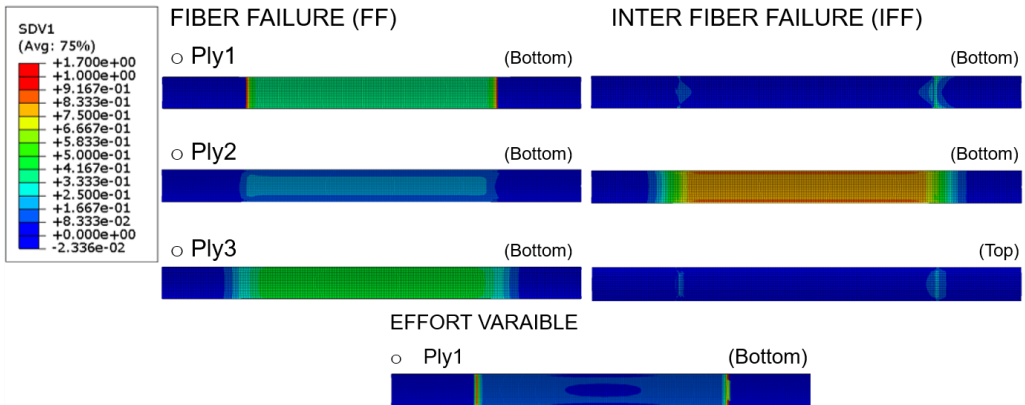 SDV1
(Avg: 75%)
+1.700e+00
+1.000e+00
+9.167e-01
+8.333e-01
+7.500e-01
+6.667e-01
+5.833e-01
+5.000e-01
+4.167e-01
+3.333e-01
+2.500e-01
+1.667e-01
+8.333e-02
+0.000e+00
-2.336e-02
FIBER FAILURE (FF)
INTER FIBER FAILURE (IFF)
○ Ply1
(Bottom)
(Bottom)
○ Ply2
(Bottom)
(Bottom)
○ Ply3
(Bottom)
(Top)
EFFORT VARAIBLE
○ Ply1
(Bottom)